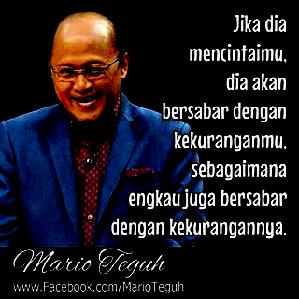 Jika dia
mencintaimu,
dia akan
bersabar dengan
kekuranganmu,
sebagaimana
engkau juga bersabar
dengan kekurangannya.
Mario Teguh
www.Facebook.com/MarioTeguh